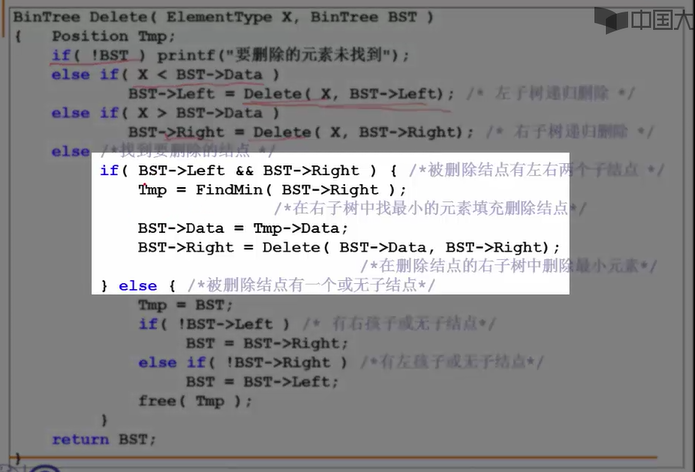 中国大
BinTree Delete( ElementType X, BinTree BST )
{ Position Tmp;
if( !BST ) printf("要删除的元素未找到");
else if( X < BST->Data )
BST->Left = Delete( X, BST->Left); /* 左子树递归删除 */
else if( X > BST->Data )
BST->Right = Delete( X, BST->Right); /* 右子树递归删除 */
else /*找到要删除的结点 */
if( BST->Left && BST->Right ) { /*被删除结点有左右两个子结点 */
Tmp = FindMin( BST->Right );
/*在右子树中找最小的元素填充删除结点*/
BST->Data = Tmp->Data;
BST->Right = Delete( BST->Data, BST->Right);
/*在删除结点的右子树中删除最小元素*/
} else { /*被删除结点有一个或无子结点*/
Tmp = BST;
if( !BST->Left ) /* 有右孩子或无子结点*/
BST = BST->Right;
else if( !BST->Right ) /*有左孩子或无子结点*/
BST = BST->Left;
free( Tmp );
}
return BST;
}